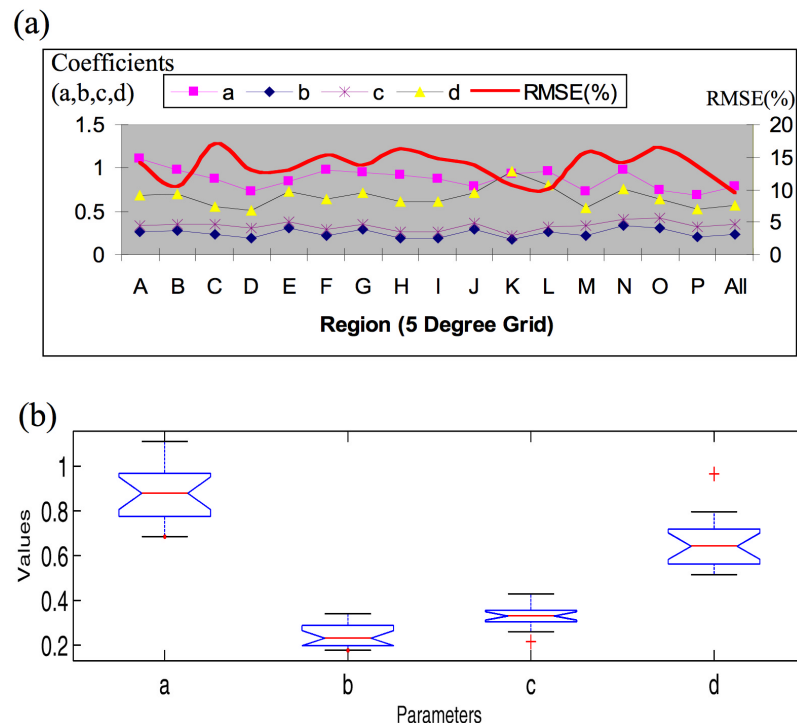 (a)
Coefficients
(a,b,c,d)
a b c d RMSE(%)
RMSE(%)
1.5 20
15
1
10
0.5
5
0 0
A B C D E F G H I J K L M N O P All
Region (5 Degree Grid)
(b)
1
0.8
0.6
0.4
0.2
Values
a b c d
Parameters